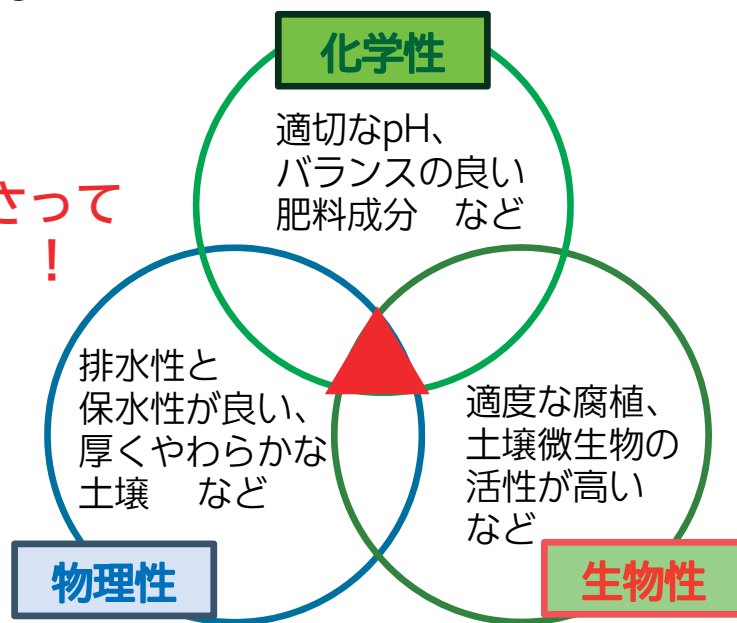 化学性
適切なpH、
バランスの良い
肥料成分　など
さって
！
排水性と
保水性が良い、
厚くやわらかな
土壌　など
物理性
適度な腐植、
土壌微生物の
活性が高い
など
生物性